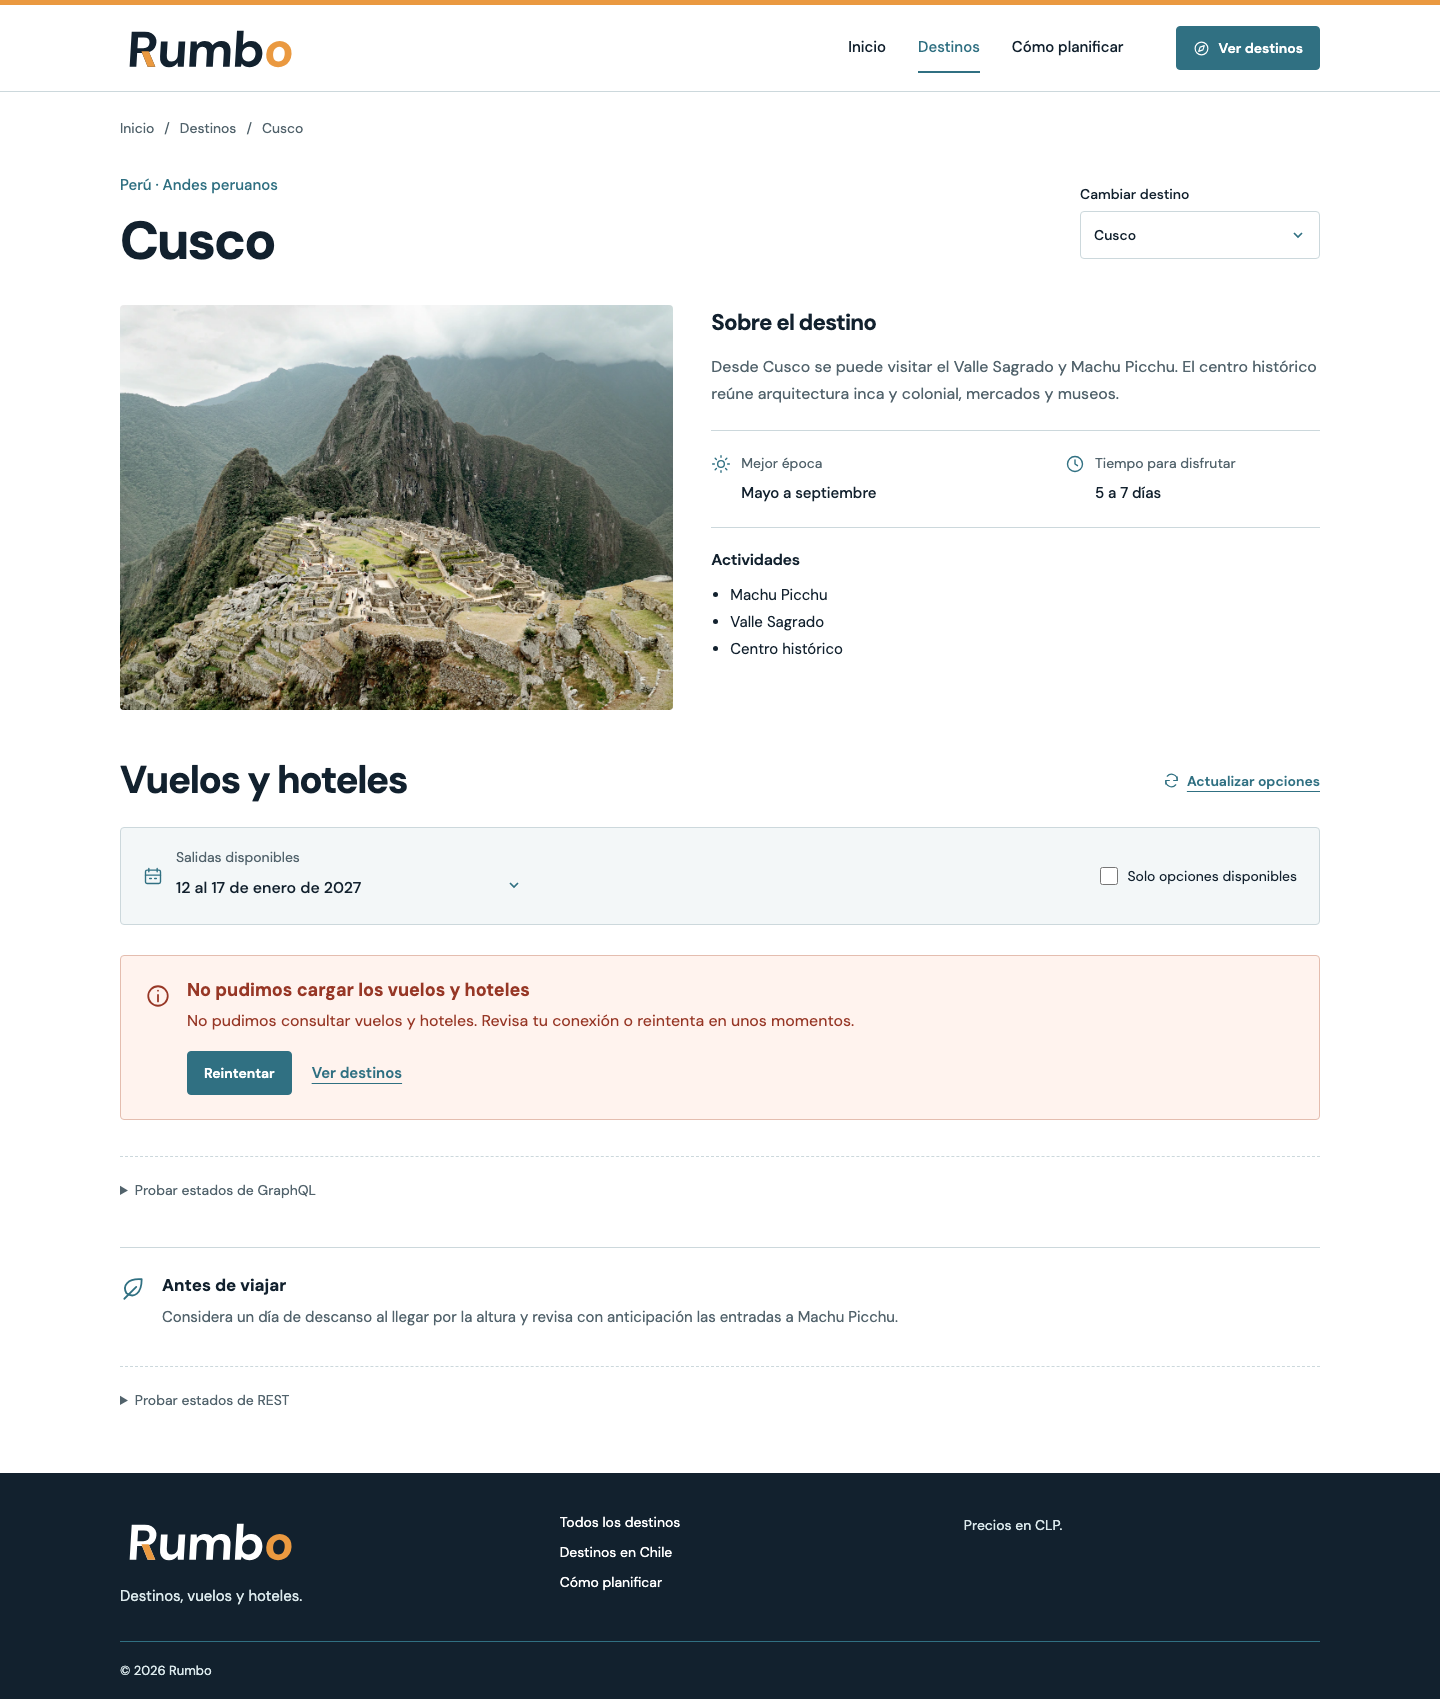 Rumbo
Inicio
Destinos
Cómo planificar
Ver destinos
Inicio / Destinos / Cusco
Perú · Andes peruanos
Cusco
Cambiar destino
Cusco
Sobre el destino
Desde Cusco se puede visitar el Valle Sagrado y Machu Picchu. El centro histórico
reúne arquitectura inca y colonial, mercados y museos.
Mejor época
Mayo a septiembre
Tiempo para disfrutar
5 a 7 días
Actividades
Machu Picchu
Valle Sagrado
Centro histórico
Vuelos y hoteles
Actualizar opciones
Salidas disponibles
12 al 17 de enero de 2027
Solo opciones disponibles
No pudimos cargar los vuelos y hoteles
No pudimos consultar vuelos y hoteles. Revisa tu conexión o reintenta en unos momentos.
Reintentar
Ver destinos
Probar estados de GraphQL
Antes de viajar
Considera un día de descanso al llegar por la altura y revisa con anticipación las entradas a Machu Picchu.
Probar estados de REST
Rumbo
Destinos, vuelos y hoteles.
Todos los destinos
Destinos en Chile
Cómo planificar
Precios en CLP.
© 2026 Rumbo